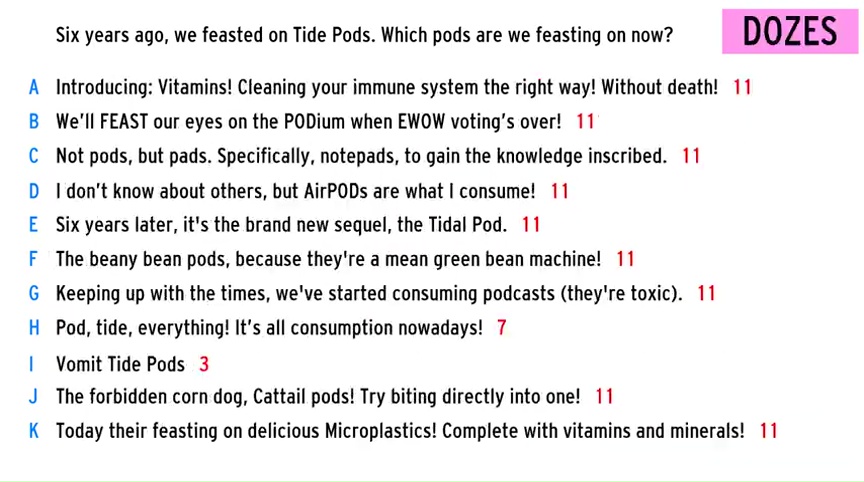 Six years ago, we feasted on Tide Pods. Which pods are we feasting on now?
DOZES
A Introducing: Vitamins! Cleaning your immune system the right way! Without death! 11
B We'll FEAST our eyes on the PODium when EWOW voting's over! 11
C Not pods, but pads. Specifically, notepads, to gain the knowledge inscribed. 11
D I don't know about others, but AirPODs are what I consume! 11
E Six years later, it's the brand new sequel, the Tidal Pod. 11
F The beany bean pods, because they're a mean green bean machine! 11
G Keeping up with the times, we've started consuming podcasts (they're toxic). 11
H Pod, tide, everything! It's all consumption nowadays! 7
I Vomit Tide Pods 3
J The forbidden corn dog, Cattail pods! Try biting directly into one! 11
K Today their feasting on delicious Microplastics! Complete with vitamins and minerals! 11